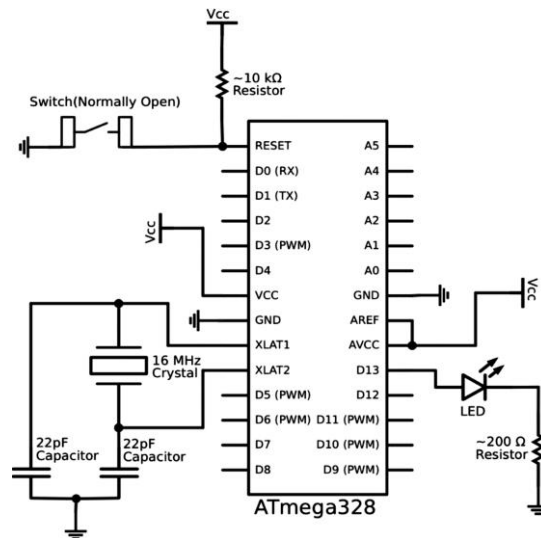 Vcc
~10 kΩ
Resistor
Switch(Normally Open)
RESET
D0 (RX)
D1 (TX)
D2
D3 (PWM)
D4
VCC
GND
XLAT1
XLAT2
D5 (PWM)
D6 (PWM)
D7
D8
A5
A4
A3
A2
A1
A0
GND
AREF
AVCC
D13
D12
D11 (PWM)
D10 (PWM)
D9 (PWM)
Vcc
Vcc
16 MHz
Crystal
22pF
Capacitor
22pF
Capacitor
LED
~200 Ω
Resistor
ATmega328